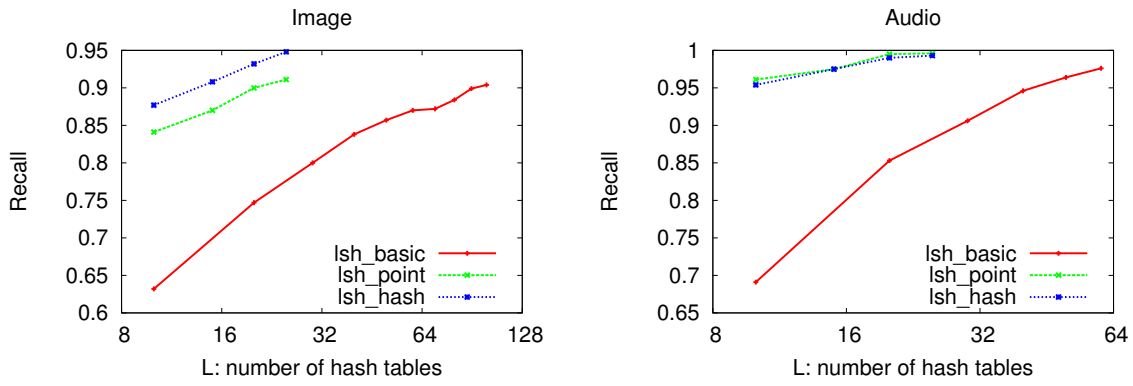 Image
0.95
0.9
0.85
0.8
0.75
0.7
0.65
0.6
Recall
lsh_basic
lsh_point
lsh_hash
8 16 32 64 128
L: number of hash tables
Audio
1
0.95
0.9
0.85
0.8
0.75
0.7
0.65
Recall
lsh_basic
lsh_point
lsh_hash
8 16 32 64
L: number of hash tables